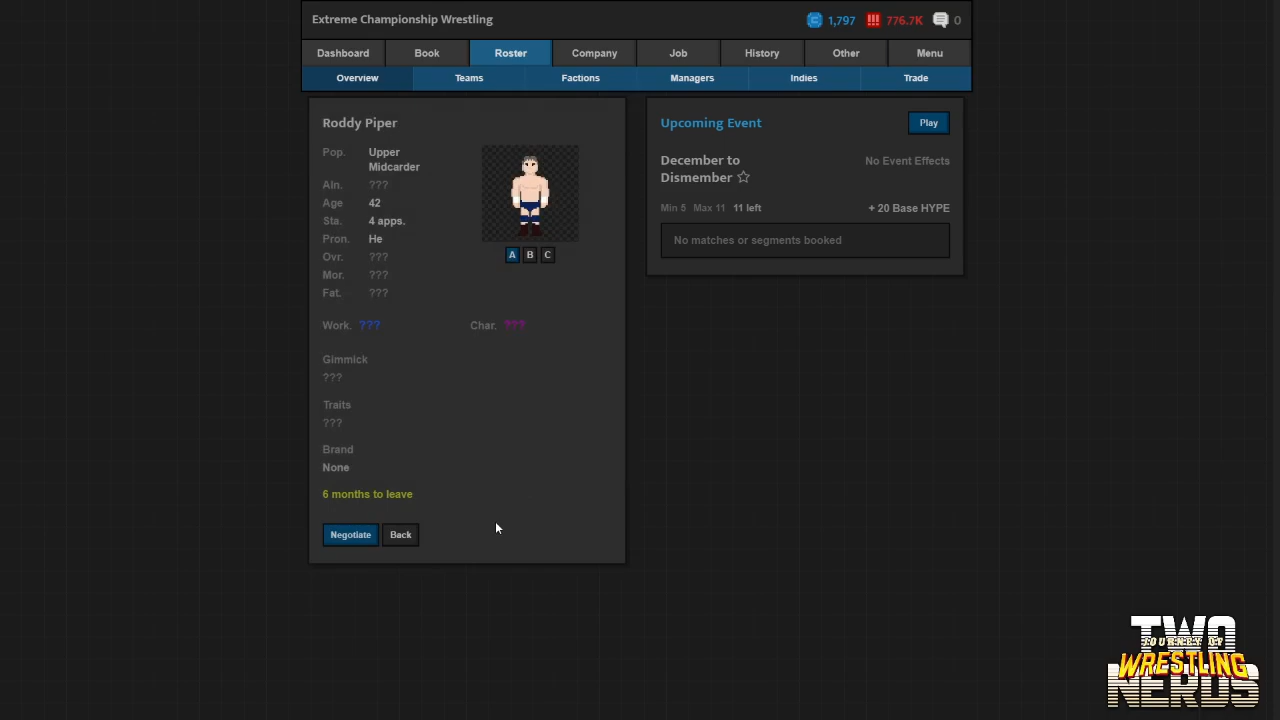 Extreme Championship Wrestling
1,797 776.7K 0
Dashboard Book Roster Company Job History Other Menu
Overview Teams Factions Managers Indies Trade
Roddy Piper
Pop. Upper
Midcarder
Aln. ???
Age 42
Sta. 4 apps.
Pron. He
Ovr. ???
Mor. ???
Fat. ???
A B C
Work. ??? Char. ???
Gimmick
???
Traits
???
Brand
None
6 months to leave
Negotiate Back
Upcoming Event Play
December to
Dismember No Event Effects
Min 5 Max 11 11 left + 20 Base HYPE
No matches or segments booked
TWO
JOURNEY OF
WRESTLING
NERDS